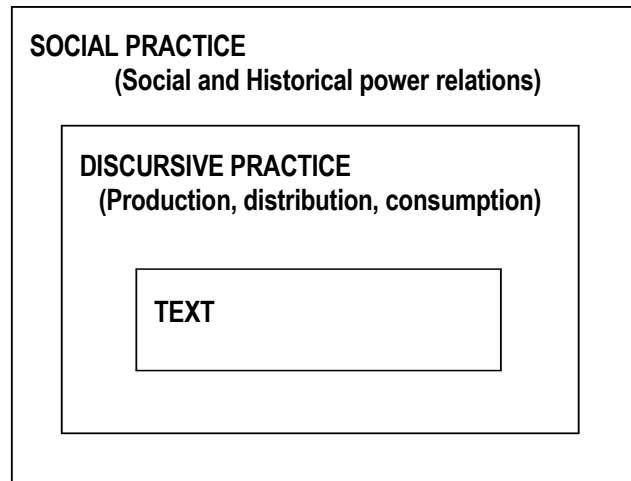 SOCIAL PRACTICE
(Social and Historical power relations)
DISCURSIVE PRACTICE
(Production, distribution, consumption)
TEXT